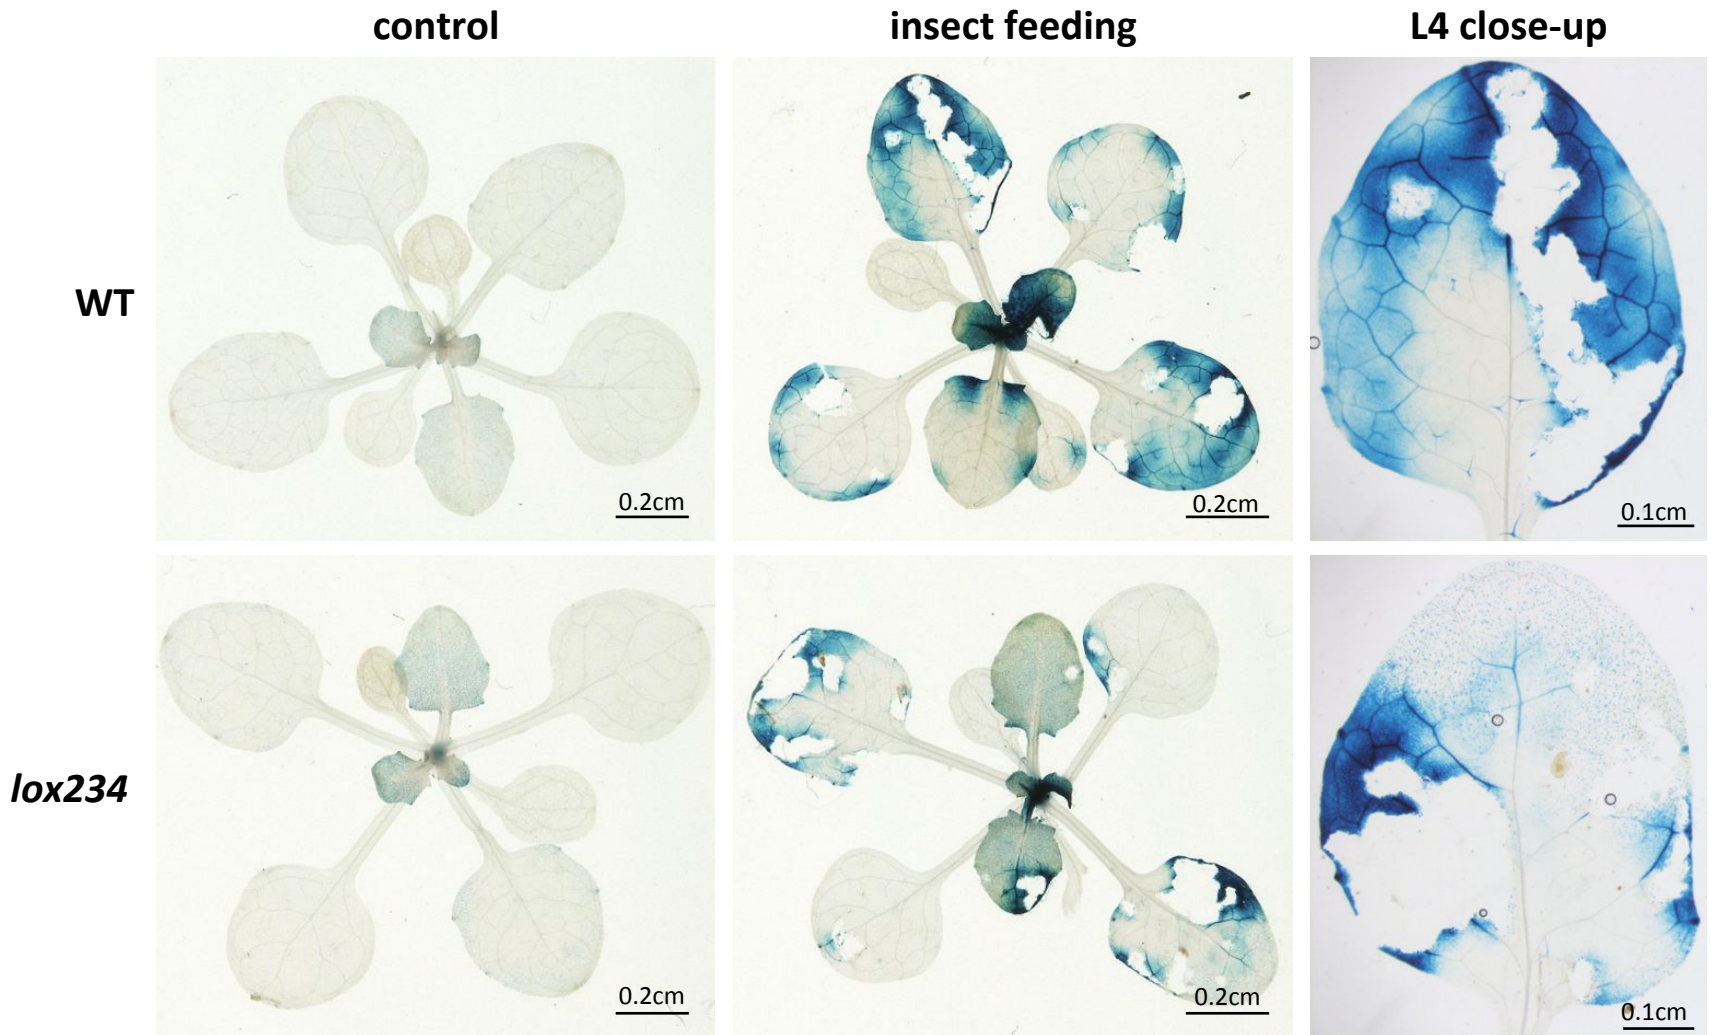 control
insect feeding
L4 close-up
WT
0.2cm
0.2cm
0.1cm
lox234
0.2cm
0.2cm
0.1cm